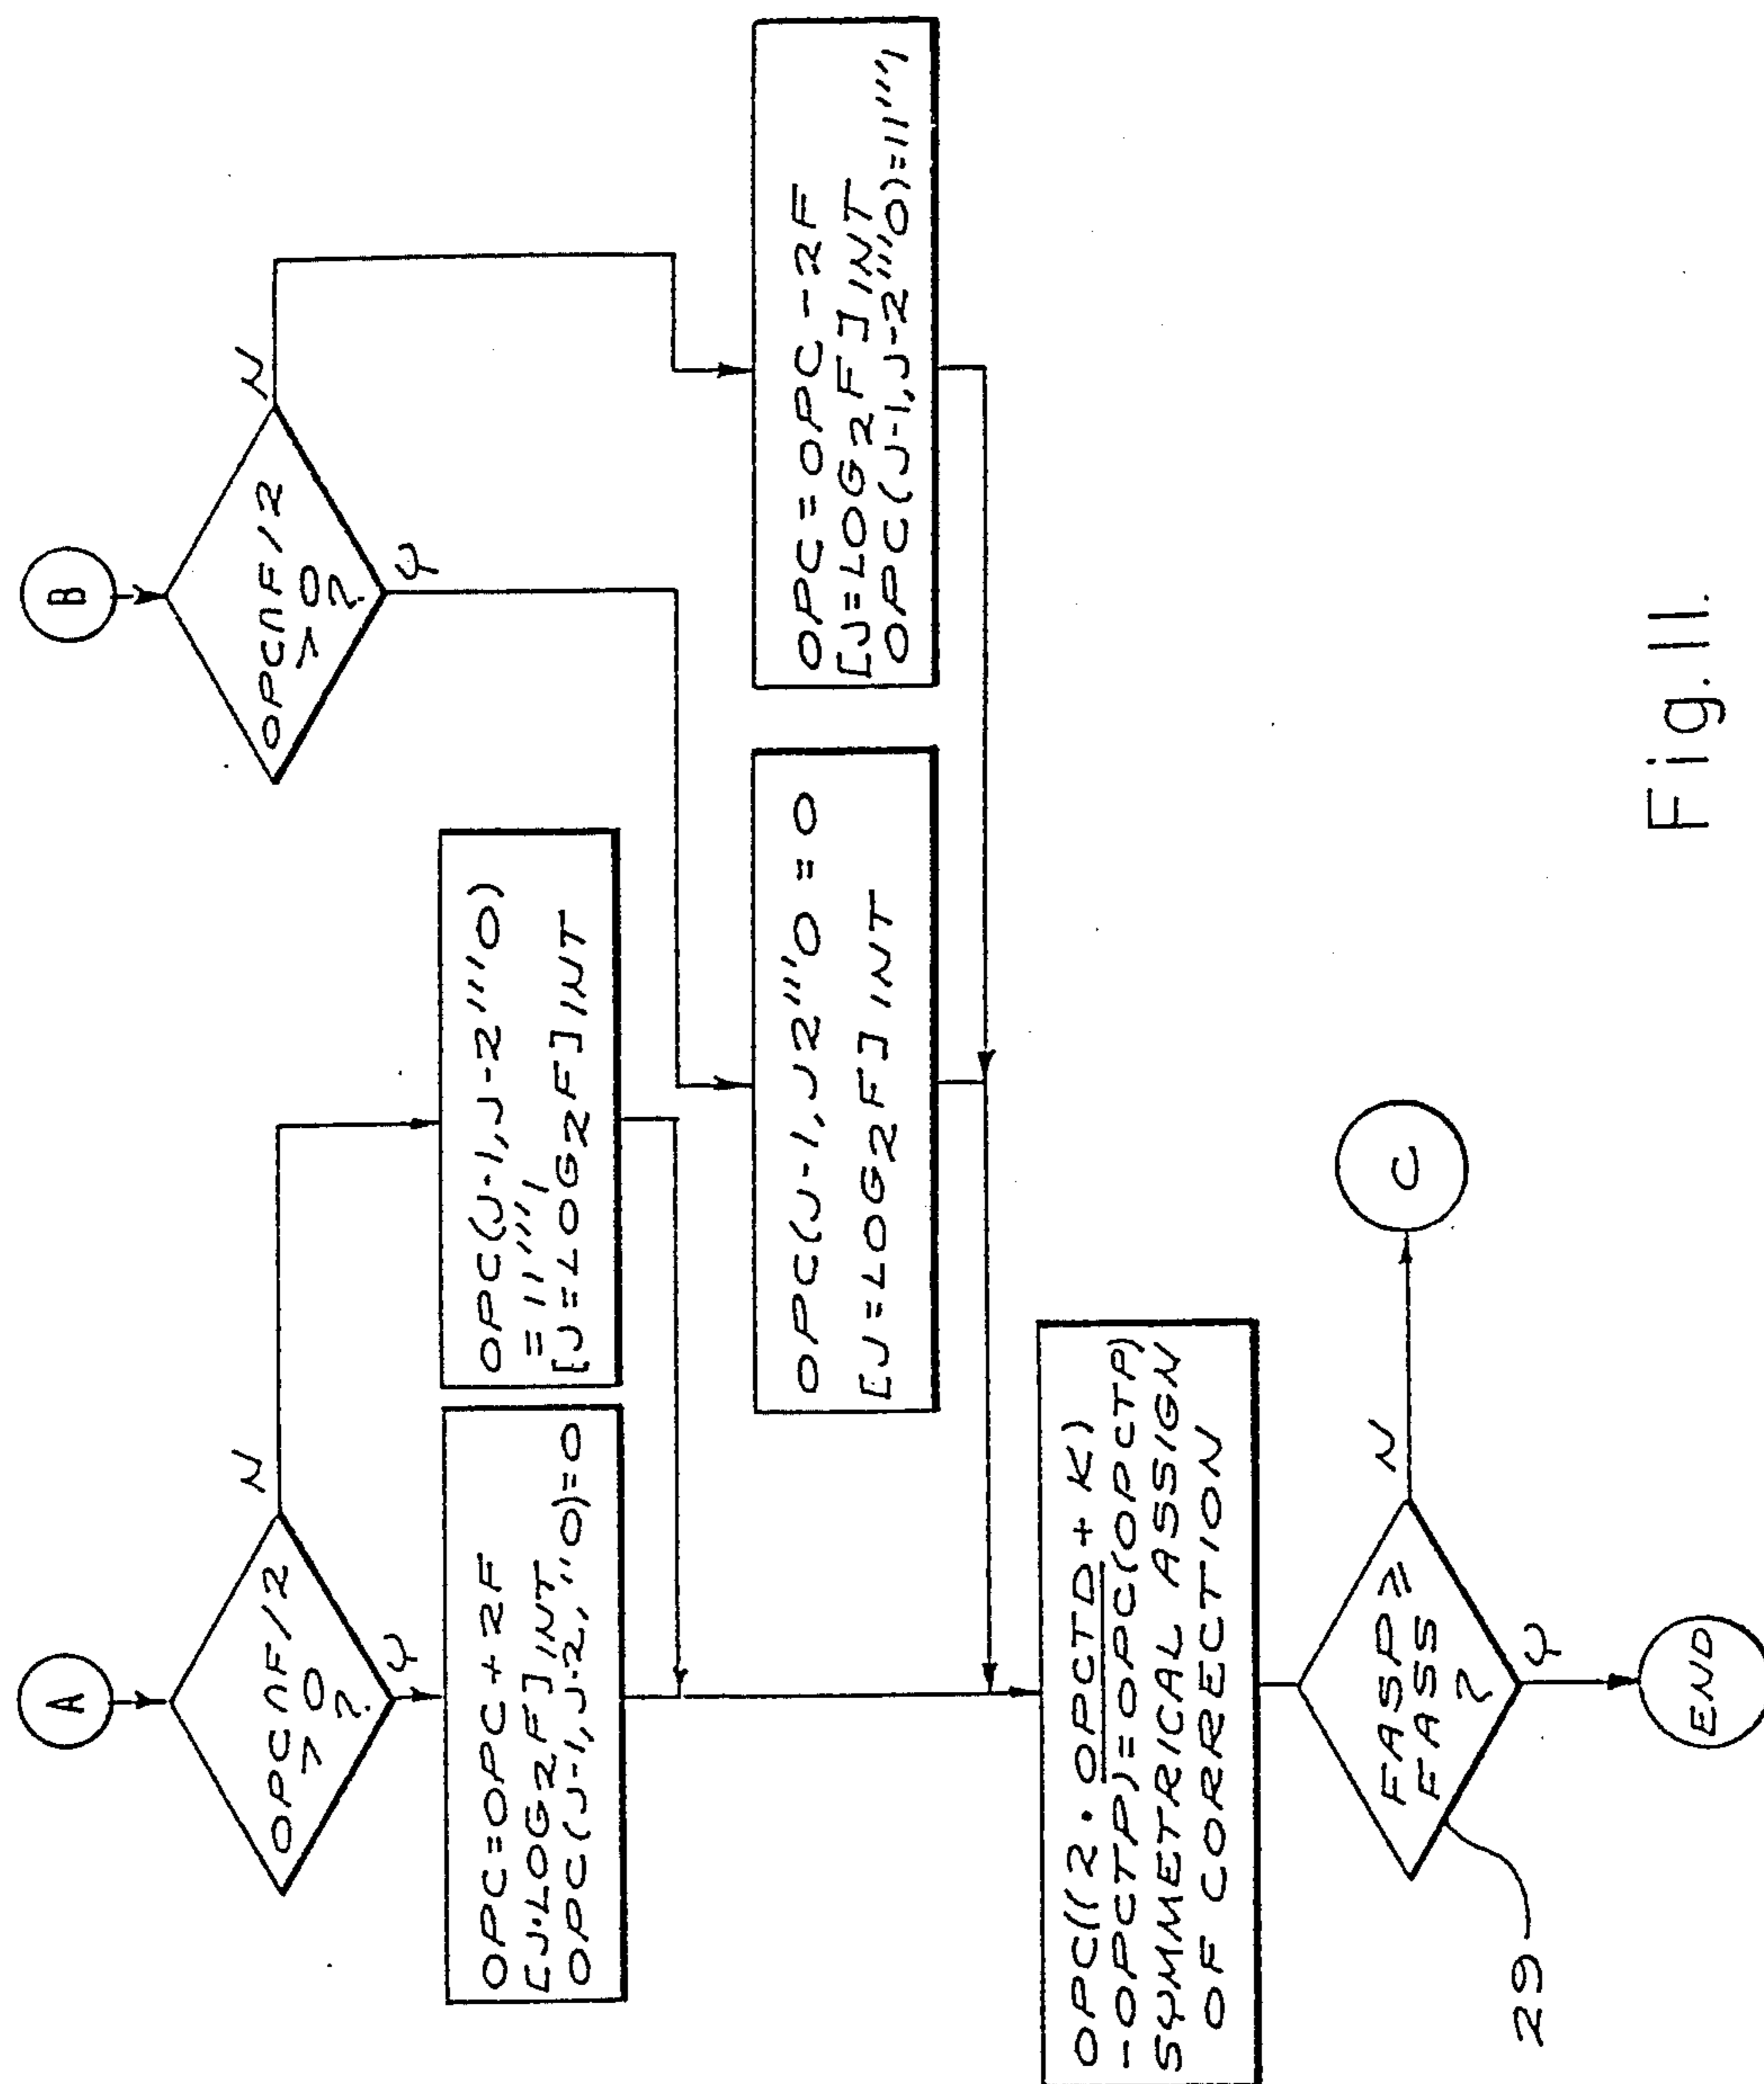 A
OPC∩F/2
> 0
?
Y
N
OPC=OPC+2F
[J·LOG2F]INT
OPC(J-1,J-2,''0)=0
OPC(J-1,J-2'''0)
=11'''1
[J=LOG2F]INT
B
OPC∩F/2
> 0
?
Y
N
OPC(J-1,J2'''0=0
[J=LOG2F]INT
OPC=OPC-2F
[J=LOG2F]INT
OPC(J-1,J-2'''0)=11'''1
OPC((2·OPCTD+K)
-OPCTP)=OPC(OPCTP)
SYMMETRICAL ASSIGN
OF CORRECTION
FASP≥
FASS
?
N
Y
C
END
29
Fig.11.